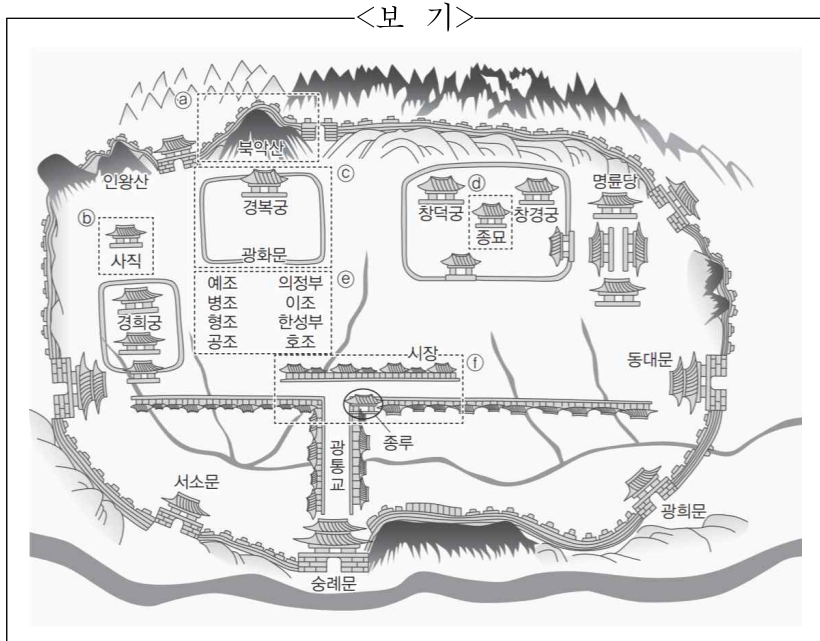 <보 기>
ⓐ
북악산
인왕산
ⓒ
경복궁
광화문
ⓓ
창덕궁
종묘
창경궁
명륜당
ⓑ
사직
경희궁
ⓔ
예조 의정부
병조 이조
형조 한성부
공조 호조
시장
ⓕ
동대문
광통교
종루
서소문
광희문
숭례문